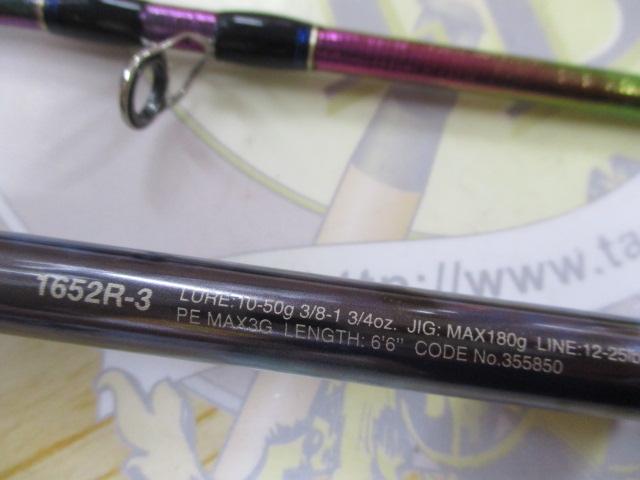 1652R-3 LURE:10-50g 3/8-1 3/4oz. JIG: MAX180g LINE:12-25lb
PE MAX3G LENGTH: 6'6" CODE No.355850
http://www.ta